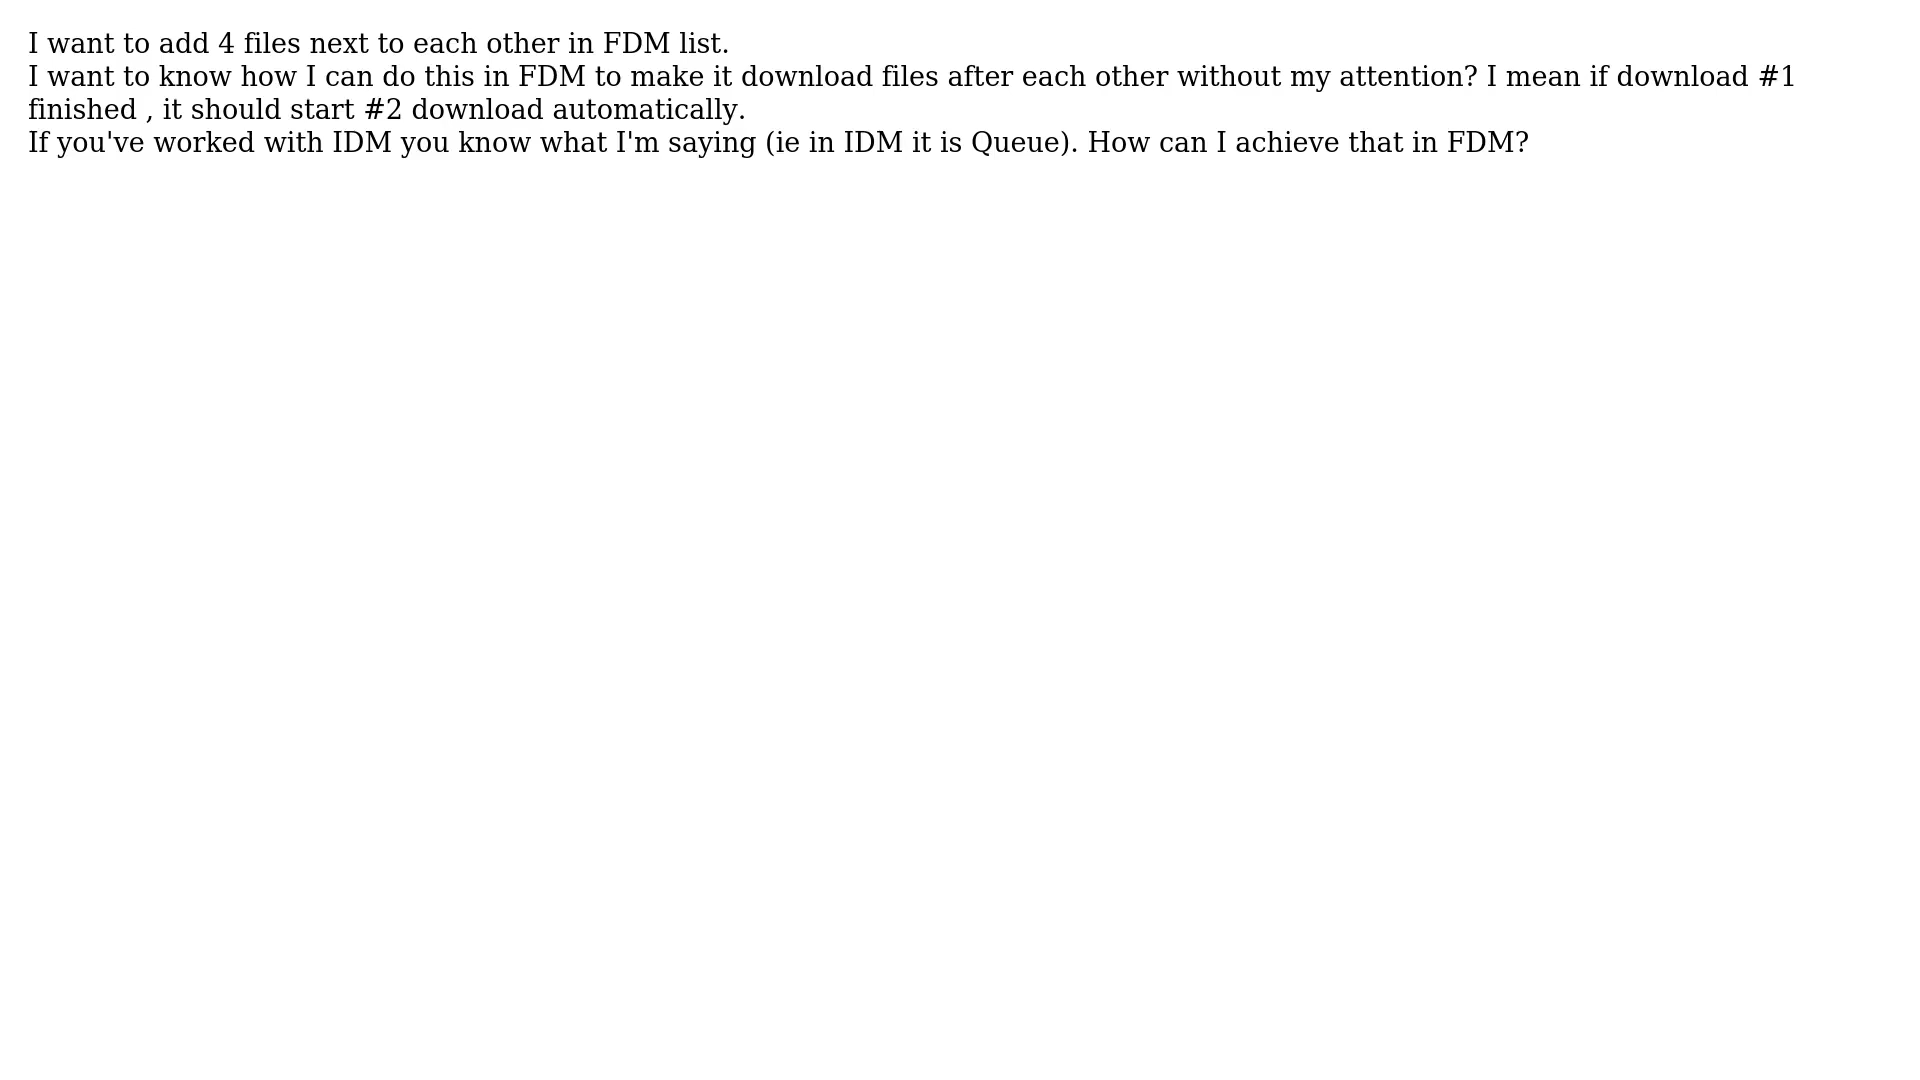 I want to add 4 files next to each other in FDM list.
I want to know how I can do this in FDM to make it download files after each other without my attention? I mean if download #1
finished , it should start #2 download automatically.
If you've worked with IDM you know what I'm saying (ie in IDM it is Queue). How can I achieve that in FDM?